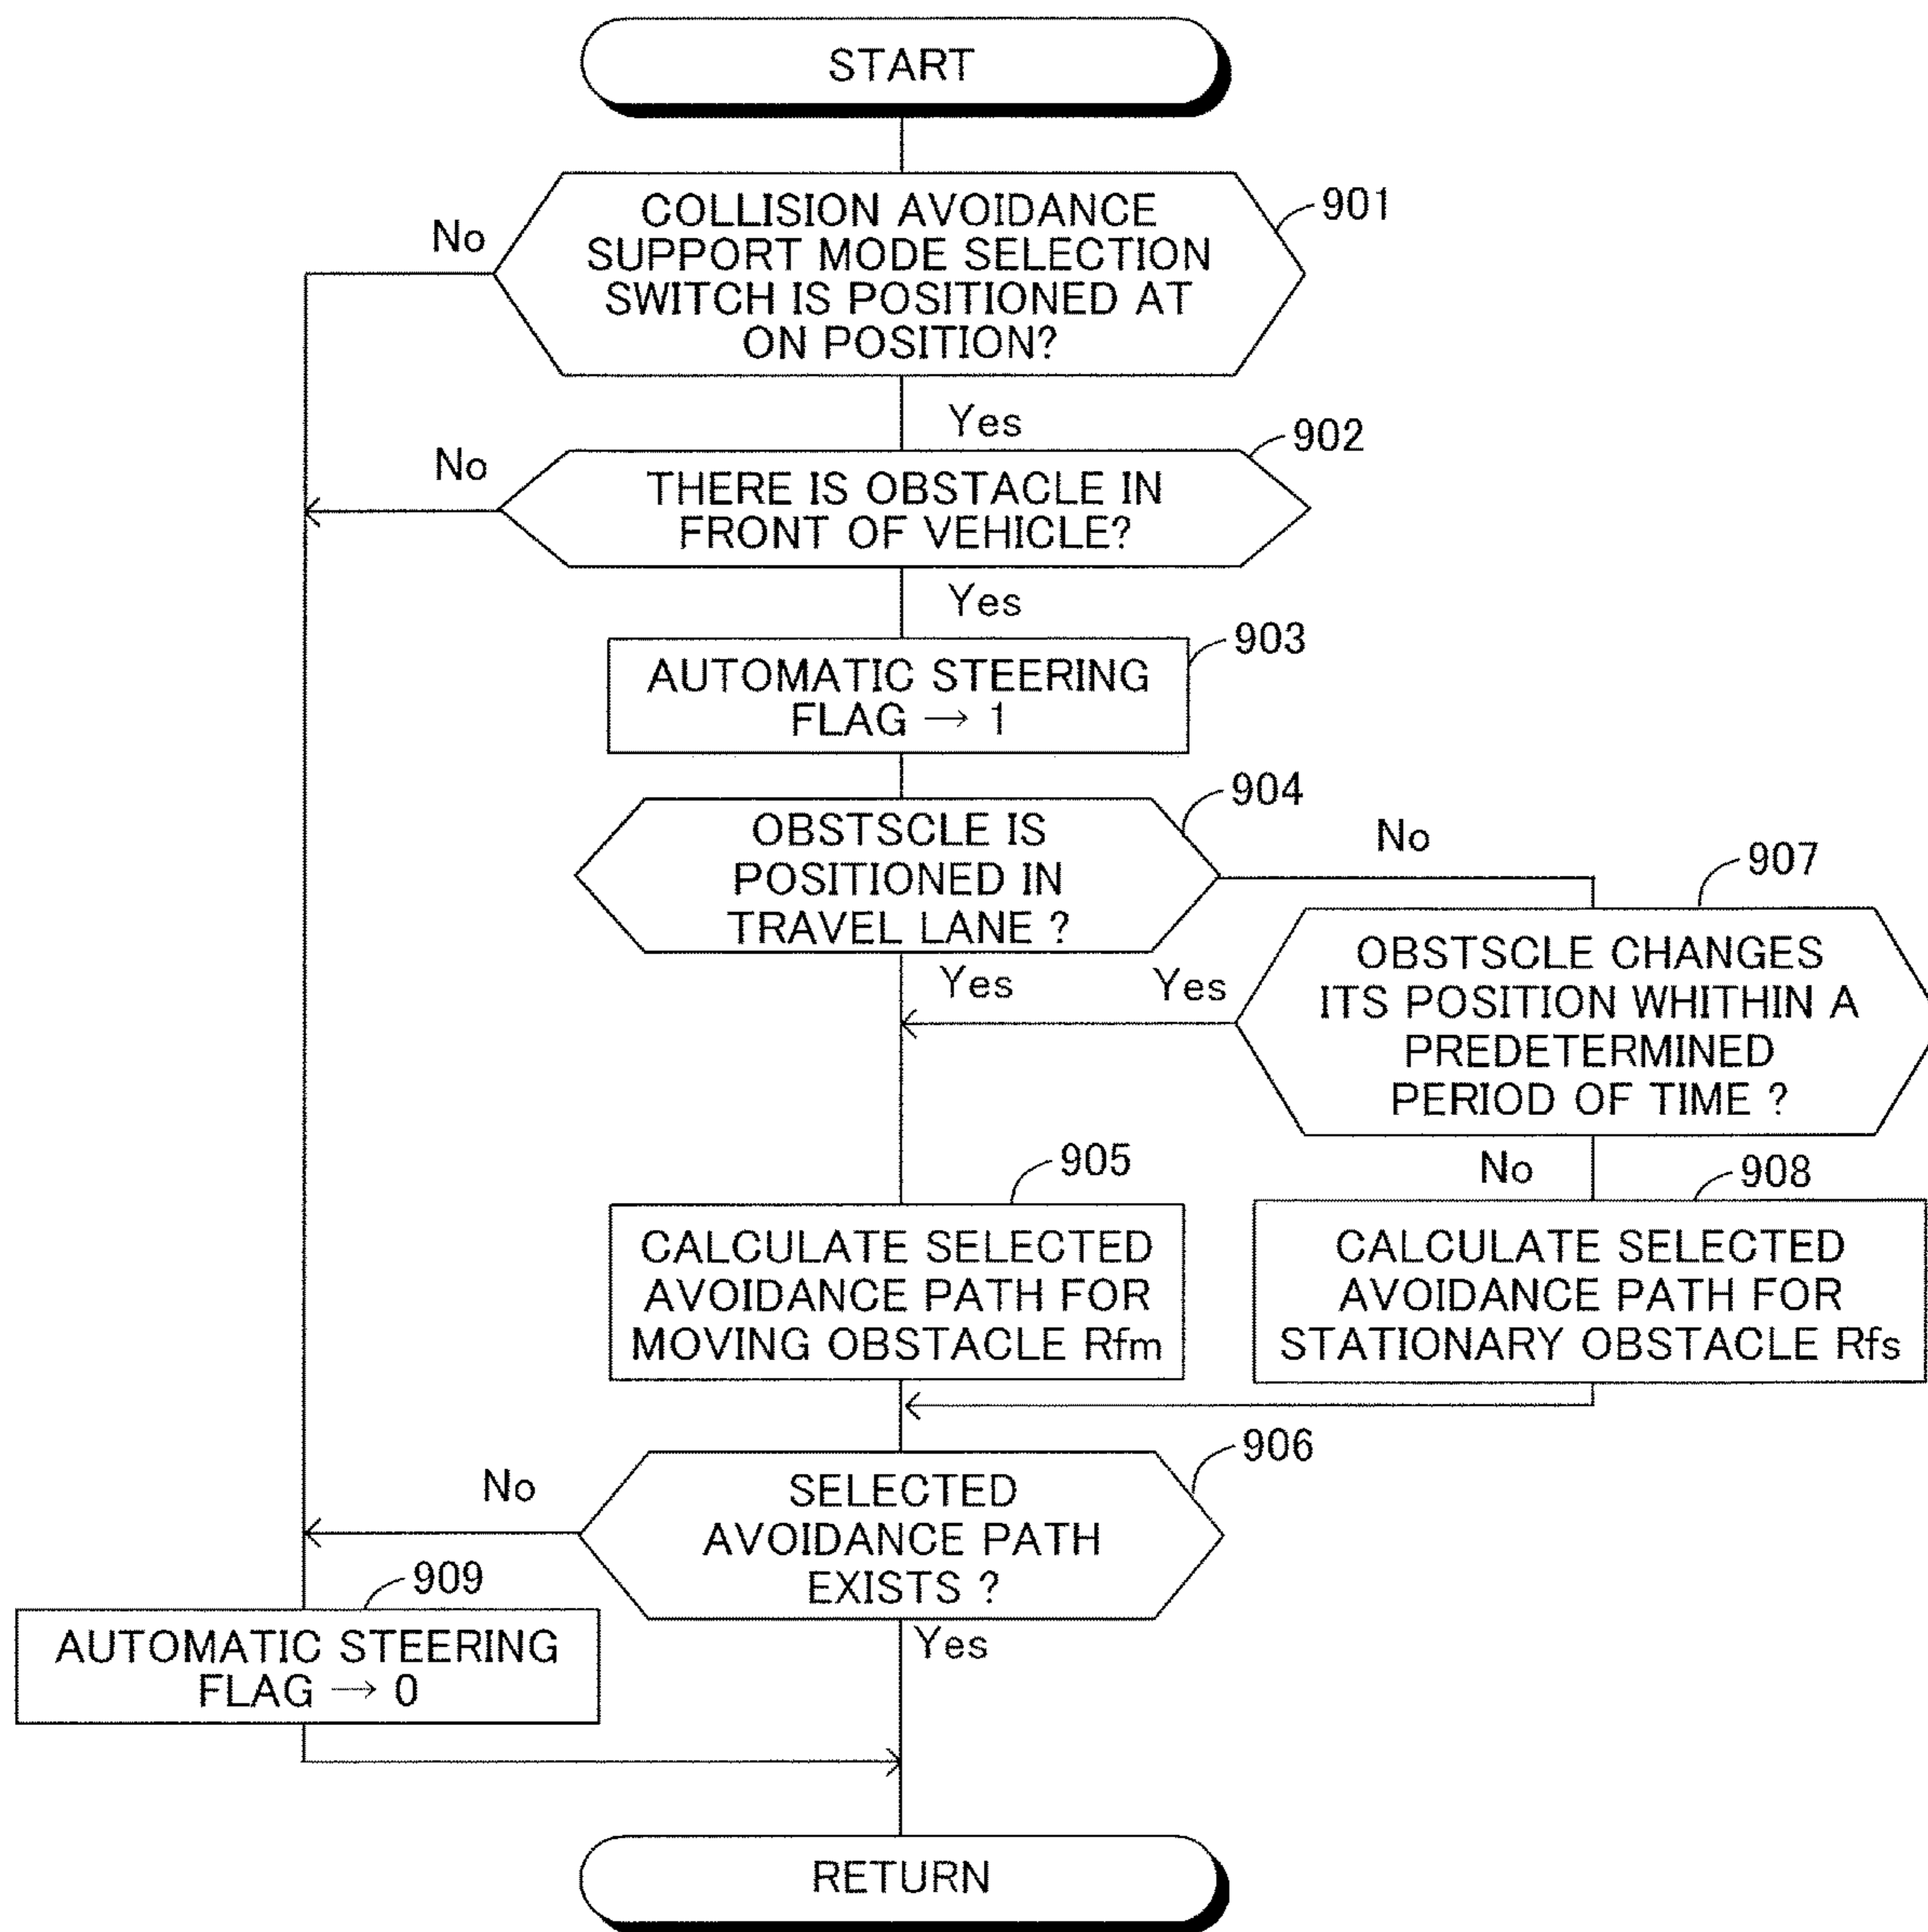 START
COLLISION AVOIDANCE
SUPPORT MODE SELECTION
SWITCH IS POSITIONED AT
ON POSITION?
901
No
Yes
902
No
THERE IS OBSTACLE IN
FRONT OF VEHICLE?
Yes
903
AUTOMATIC STEERING
FLAG → 1
904
OBSTSCLE IS
POSITIONED IN
TRAVEL LANE ?
No
907
Yes
Yes
OBSTSCLE CHANGES
ITS POSITION WHITHIN A
PREDETERMINED
PERIOD OF TIME ?
No
905
908
CALCULATE SELECTED
AVOIDANCE PATH FOR
MOVING OBSTACLE Rfm
CALCULATE SELECTED
AVOIDANCE PATH FOR
STATIONARY OBSTACLE Rfs
906
No
SELECTED
AVOIDANCE PATH
EXISTS ?
909
Yes
AUTOMATIC STEERING
FLAG → 0
RETURN